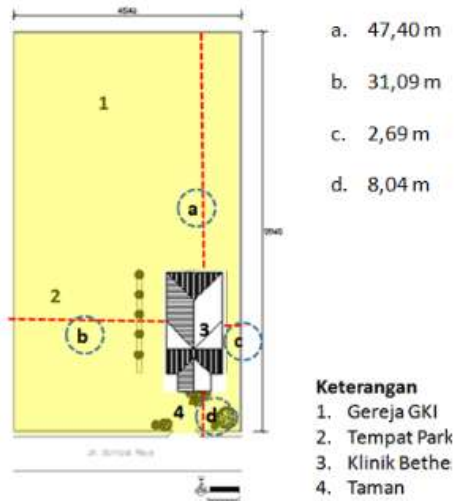 a. 47,40 m
b. 31,09 m
c. 2,69 m
d. 8,04 m
1
a
2
b
3
c
4
d
Keterangan
1. Gereja GKI
2. Tempat Park
3. Klinik Bethe
4. Taman